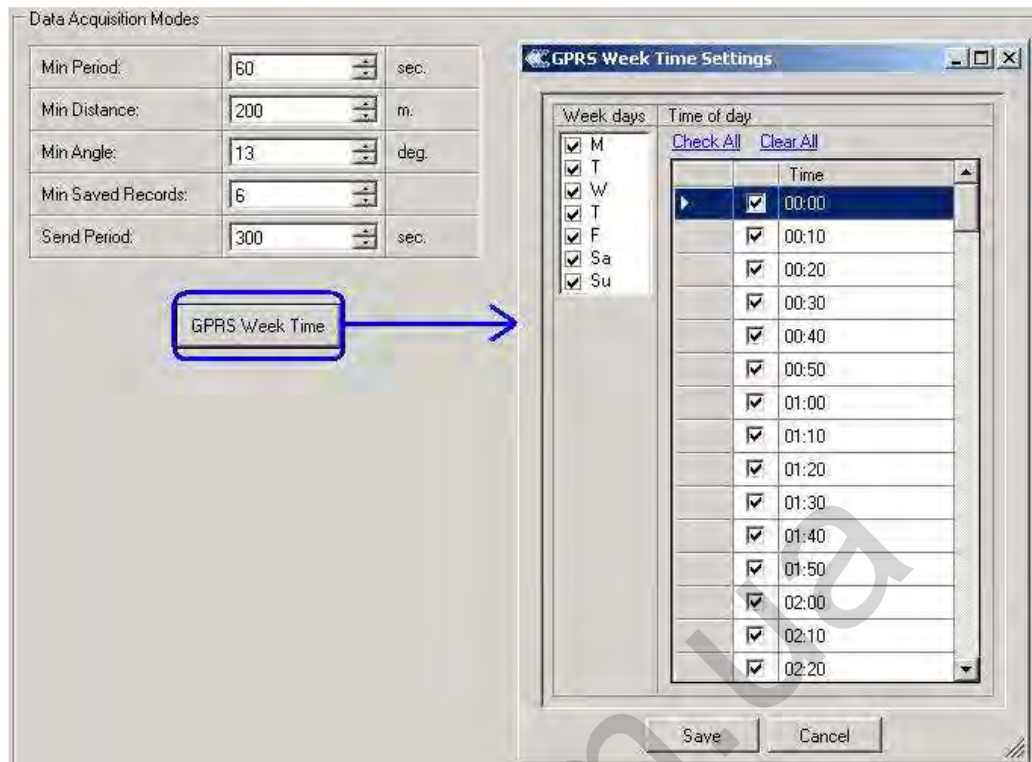 Data Acquisition Modes
Min Period: 60 sec.
Min Distance: 200 m.
Min Angle: 13 deg.
Min Saved Records: 6
Send Period: 300 sec.
GPRS Week Time
GPRS Week Time Settings
Week days
M
T
W
T
F
Sa
Su
Time of day
Check All Clear All
Time
00:00
00:10
00:20
00:30
00:40
00:50
01:00
01:10
01:20
01:30
01:40
01:50
02:00
02:10
02:20
Save Cancel